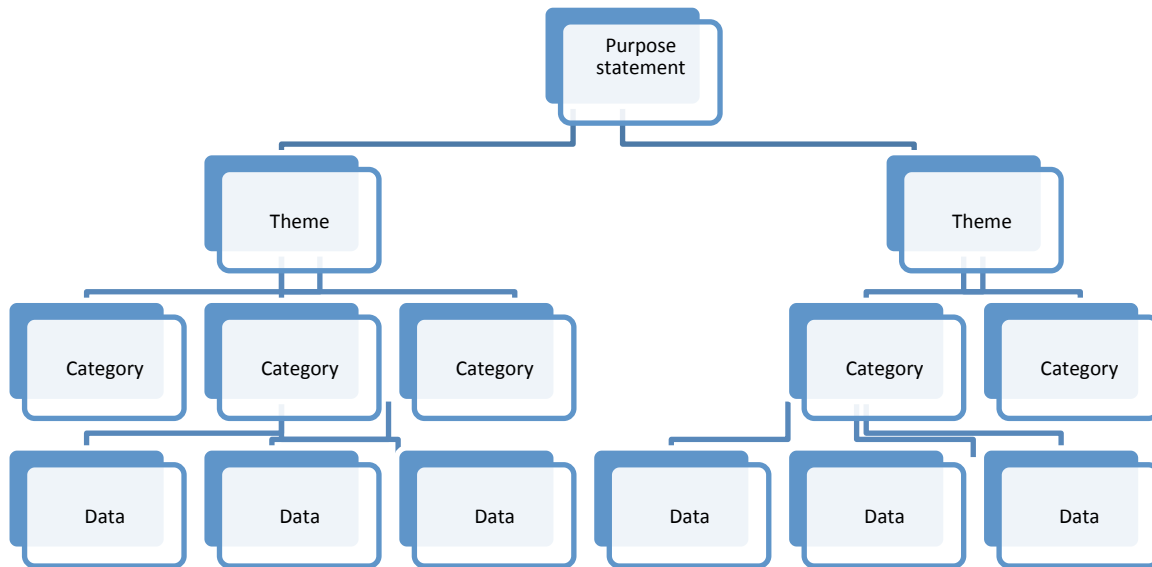 Purpose
statement
Theme
Theme
Category
Category
Category
Category
Category
Data
Data
Data
Data
Data
Data